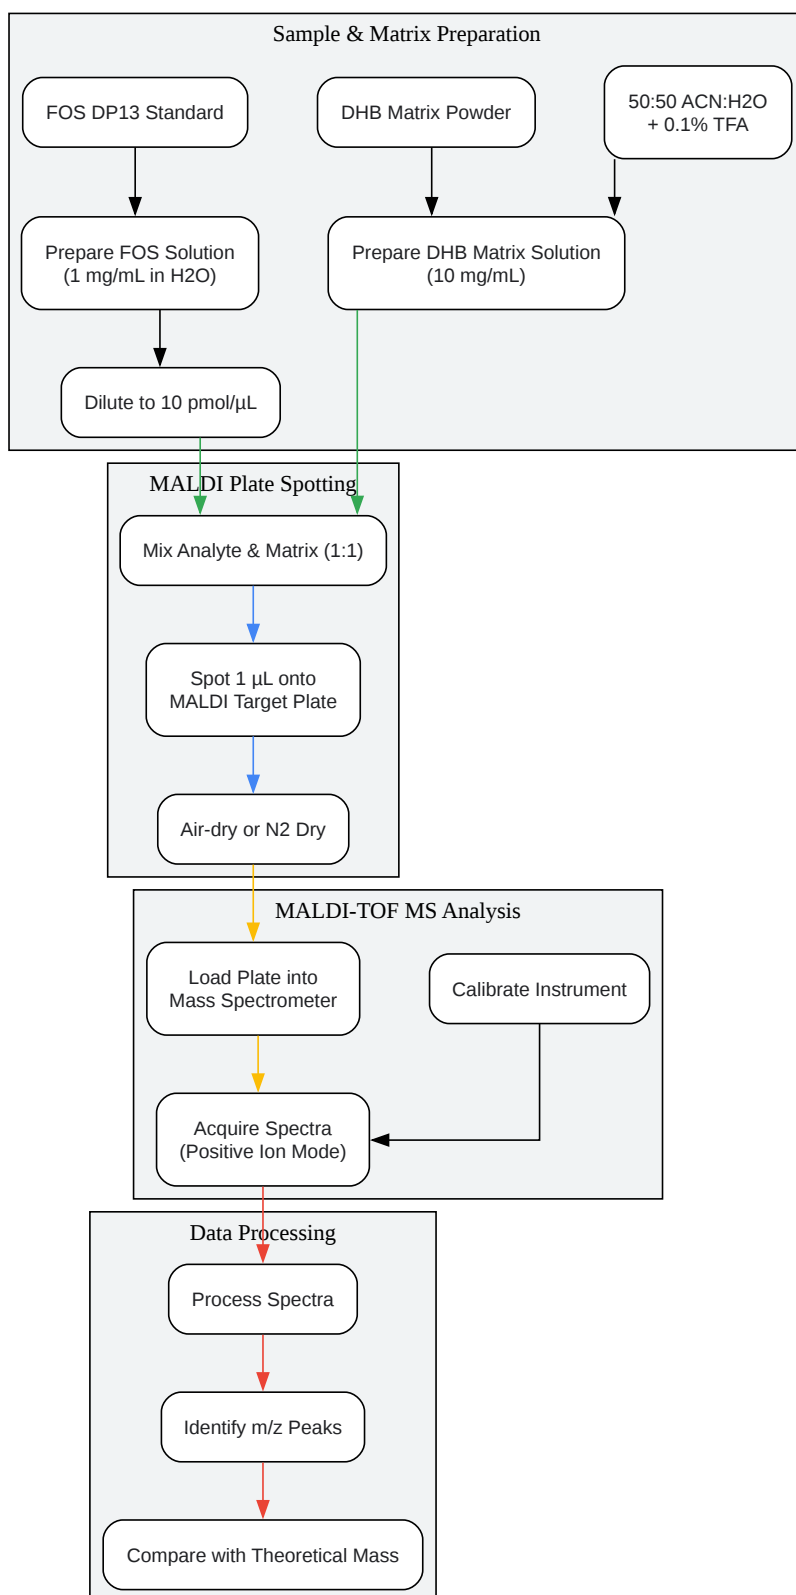 Sample & Matrix Preparation
FOS DP13 Standard
DHB Matrix Powder
50:50 ACN:H2O
+ 0.1% TFA
Prepare FOS Solution
(1 mg/mL in H2O)
Prepare DHB Matrix Solution
(10 mg/mL)
Dilute to 10 pmol/µL
MALDI Plate Spotting
Mix Analyte & Matrix (1:1)
Spot 1 µL onto
MALDI Target Plate
Air-dry or N2 Dry
MALDI-TOF MS Analysis
Load Plate into
Mass Spectrometer
Calibrate Instrument
Acquire Spectra
(Positive Ion Mode)
Data Processing
Process Spectra
Identify m/z Peaks
Compare with Theoretical Mass